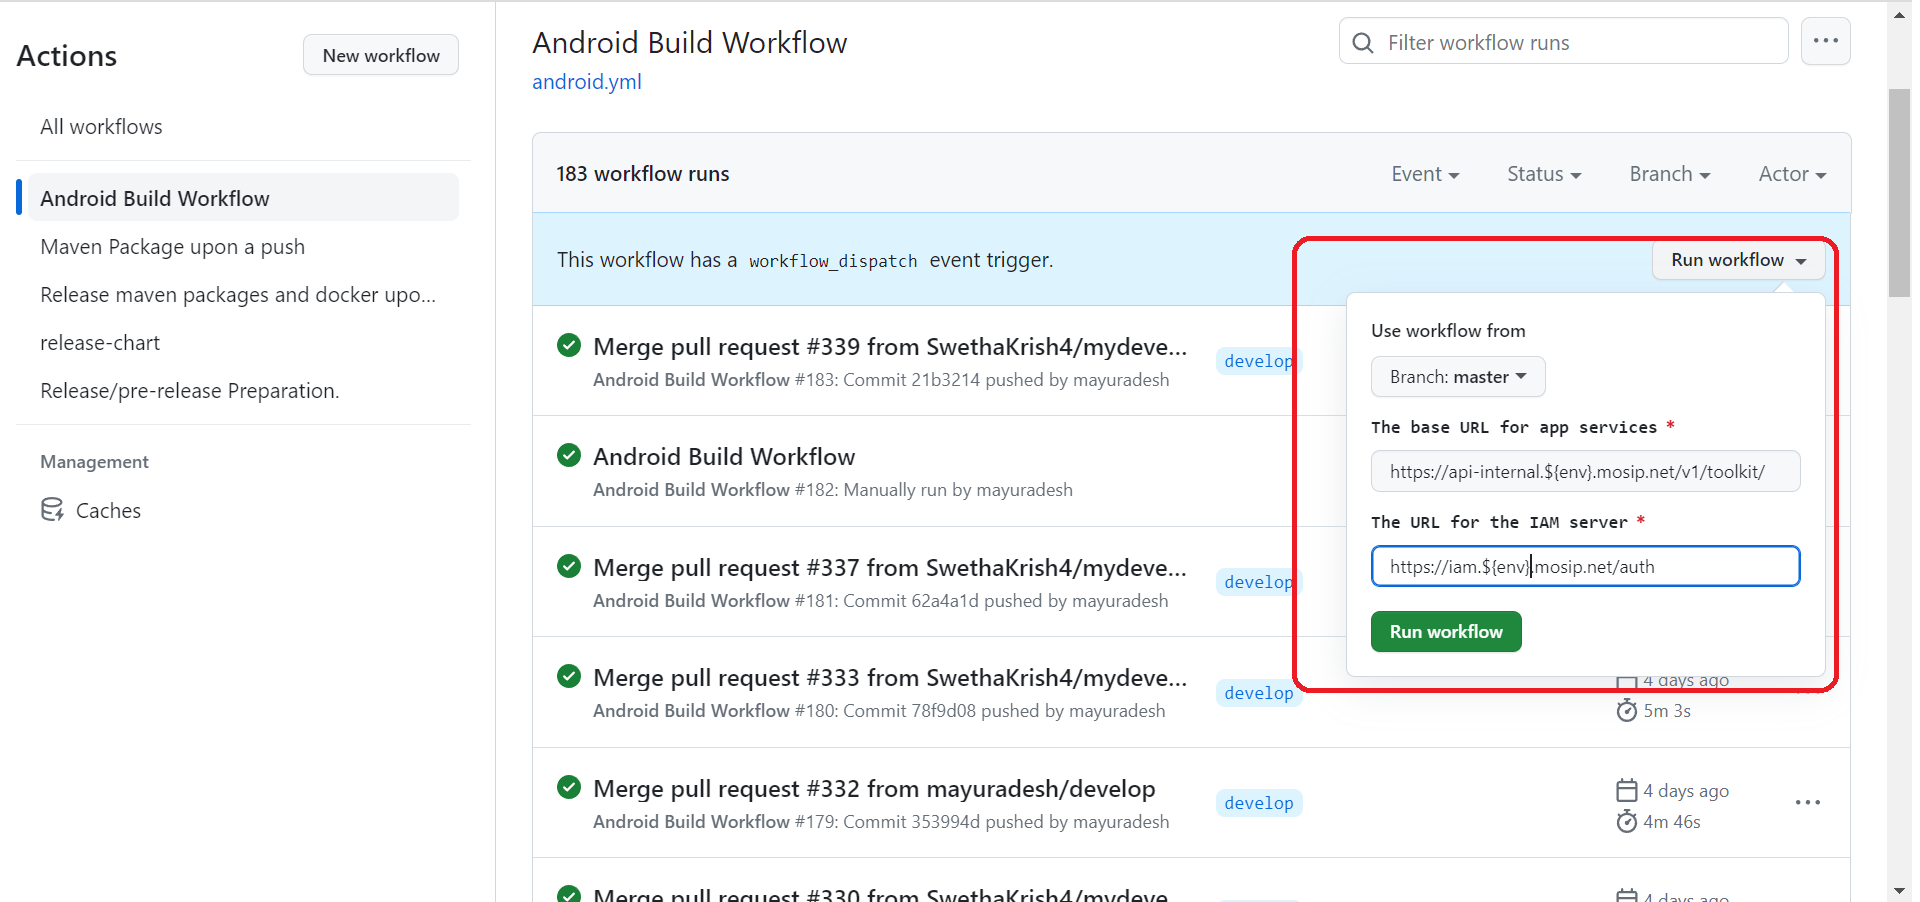 Actions
New workflow
All workflows
Android Build Workflow
Maven Package upon a push
Release maven packages and docker upo...
release-chart
Release/pre-release Preparation.
Management
Caches
Android Build Workflow
android.yml
Filter workflow runs
183 workflow runs
Event
Status
Branch
Actor
This workflow has a workflow_dispatch event trigger.
Run workflow
Use workflow from
Branch: master
The base URL for app services *
https://api-internal.${env}.mosip.net/v1/toolkit/
The URL for the IAM server *
https://iam.${env}.mosip.net/auth
Run workflow
Merge pull request #339 from SwethaKrish4/mydeve...
develop
Android Build Workflow #183: Commit 21b3214 pushed by mayuradesh
Android Build Workflow
Android Build Workflow #182: Manually run by mayuradesh
Merge pull request #337 from SwethaKrish4/mydeve...
develop
Android Build Workflow #181: Commit 62a4a1d pushed by mayuradesh
Merge pull request #333 from SwethaKrish4/mydeve...
develop
4 days ago
Android Build Workflow #180: Commit 78f9d08 pushed by mayuradesh
5m 3s
Merge pull request #332 from mayuradesh/develop
develop
4 days ago
Android Build Workflow #179: Commit 353994d pushed by mayuradesh
4m 46s
Merge pull request #330 from SwethaKrish4/mydeve...
4 days ago